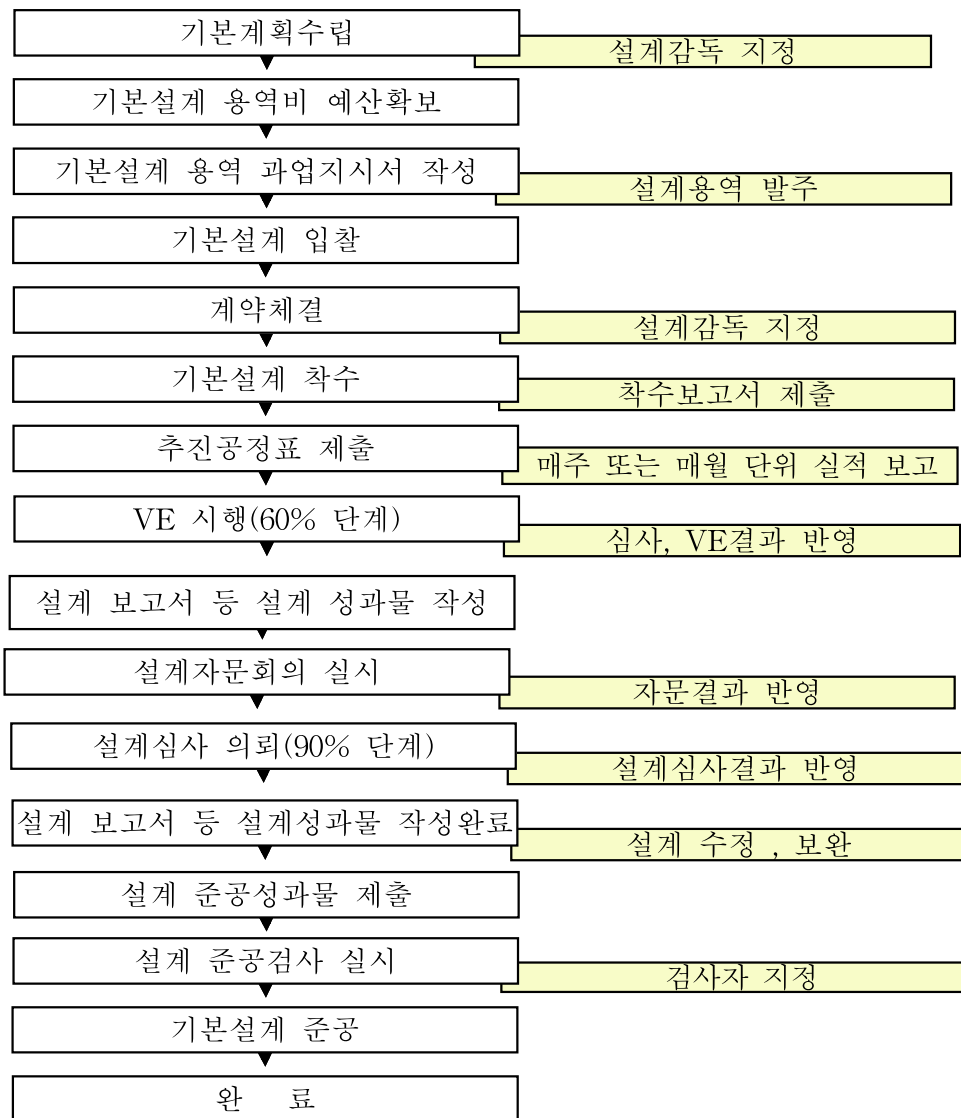 기본계획수립
설계감독 지정
기본설계 용역비 예산확보
기본설계 용역 과업지시서 작성
설계용역 발주
기본설계 입찰
계약체결
설계감독 지정
기본설계 착수
착수보고서 제출
추진공정표 제출
매주 또는 매월 단위 실적 보고
VE 시행(60% 단계)
심사, VE결과 반영
설계 보고서 등 설계 성과물 작성
설계자문회의 실시
자문결과 반영
설계심사 의뢰(90% 단계)
설계심사결과 반영
설계 보고서 등 설계성과물 작성완료
설계 수정 , 보완
설계 준공성과물 제출
설계 준공검사 실시
검사자 지정
기본설계 준공
완 료